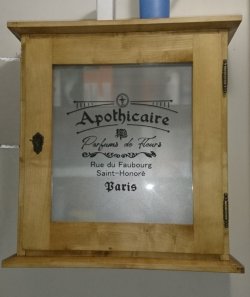 Apothicaire
Parfums de Fleurs
Rue du Faubourg
Saint-Honoré
Paris